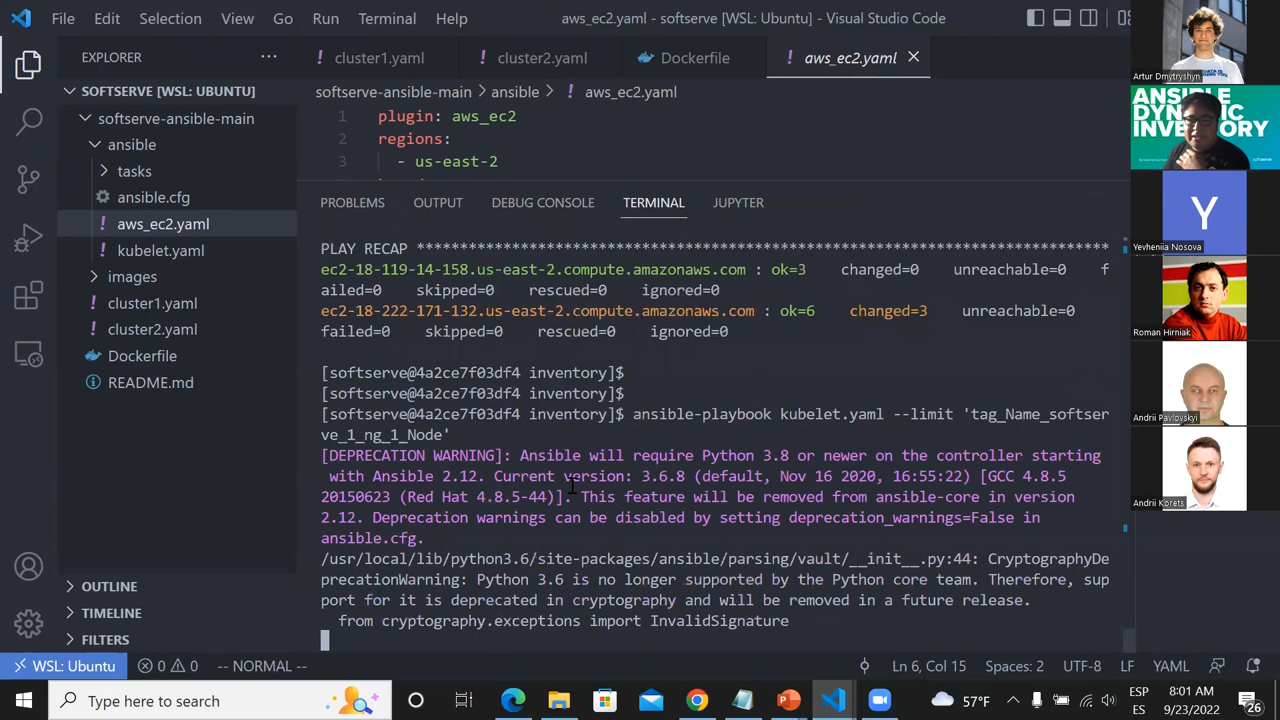 File Edit Selection View Go Run Terminal Help
aws_ec2.yaml - softserve [WSL: Ubuntu] - Visual Studio Code
EXPLORER
SOFTSERVE [WSL: UBUNTU]
softserve-ansible-main
ansible
tasks
ansible.cfg
aws_ec2.yaml
kubelet.yaml
images
cluster1.yaml
cluster2.yaml
Dockerfile
README.md
OUTLINE
TIMELINE
FILTERS
cluster1.yaml cluster2.yaml Dockerfile aws_ec2.yaml
softserve-ansible-main > ansible > aws_ec2.yaml
1 plugin: aws_ec2
2 regions:
3 - us-east-2
PROBLEMS OUTPUT DEBUG CONSOLE TERMINAL JUPYTER
PLAY RECAP *********************************************************************************
ec2-18-119-14-158.us-east-2.compute.amazonaws.com : ok=3 changed=0 unreachable=0 f
ailed=0 skipped=0 rescued=0 ignored=0
ec2-18-222-171-132.us-east-2.compute.amazonaws.com : ok=6 changed=3 unreachable=0
failed=0 skipped=0 rescued=0 ignored=0
[softserve@4a2ce7f03df4 inventory]$
[softserve@4a2ce7f03df4 inventory]$
[softserve@4a2ce7f03df4 inventory]$ ansible-playbook kubelet.yaml --limit 'tag_Name_softser
ve_1_ng_1_Node'
[DEPRECATION WARNING]: Ansible will require Python 3.8 or newer on the controller starting
with Ansible 2.12. Current version: 3.6.8 (default, Nov 16 2020, 16:55:22) [GCC 4.8.5
20150623 (Red Hat 4.8.5-44)]. This feature will be removed from ansible-core in version
2.12. Deprecation warnings can be disabled by setting deprecation_warnings=False in
ansible.cfg.
/usr/local/lib/python3.6/site-packages/ansible/parsing/vault/__init__.py:44: CryptographyDe
precationWarning: Python 3.6 is no longer supported by the Python core team. Therefore, sup
port for it is deprecated in cryptography and will be removed in a future release.
from cryptography.exceptions import InvalidSignature
WSL: Ubuntu 0 0 -- NORMAL -- Ln 6, Col 15 Spaces: 2 UTF-8 LF YAML
Type here to search
57°F
ESP
ES
8:01 AM
9/23/2022
26
Artur Dmytryshyn
ANSIBLE
DYNAMIC
INVENTORY
softserve
Y
Yevheniia Nosova
Roman Hirniak
Andrii Pavlovskyi
Andrii Korets